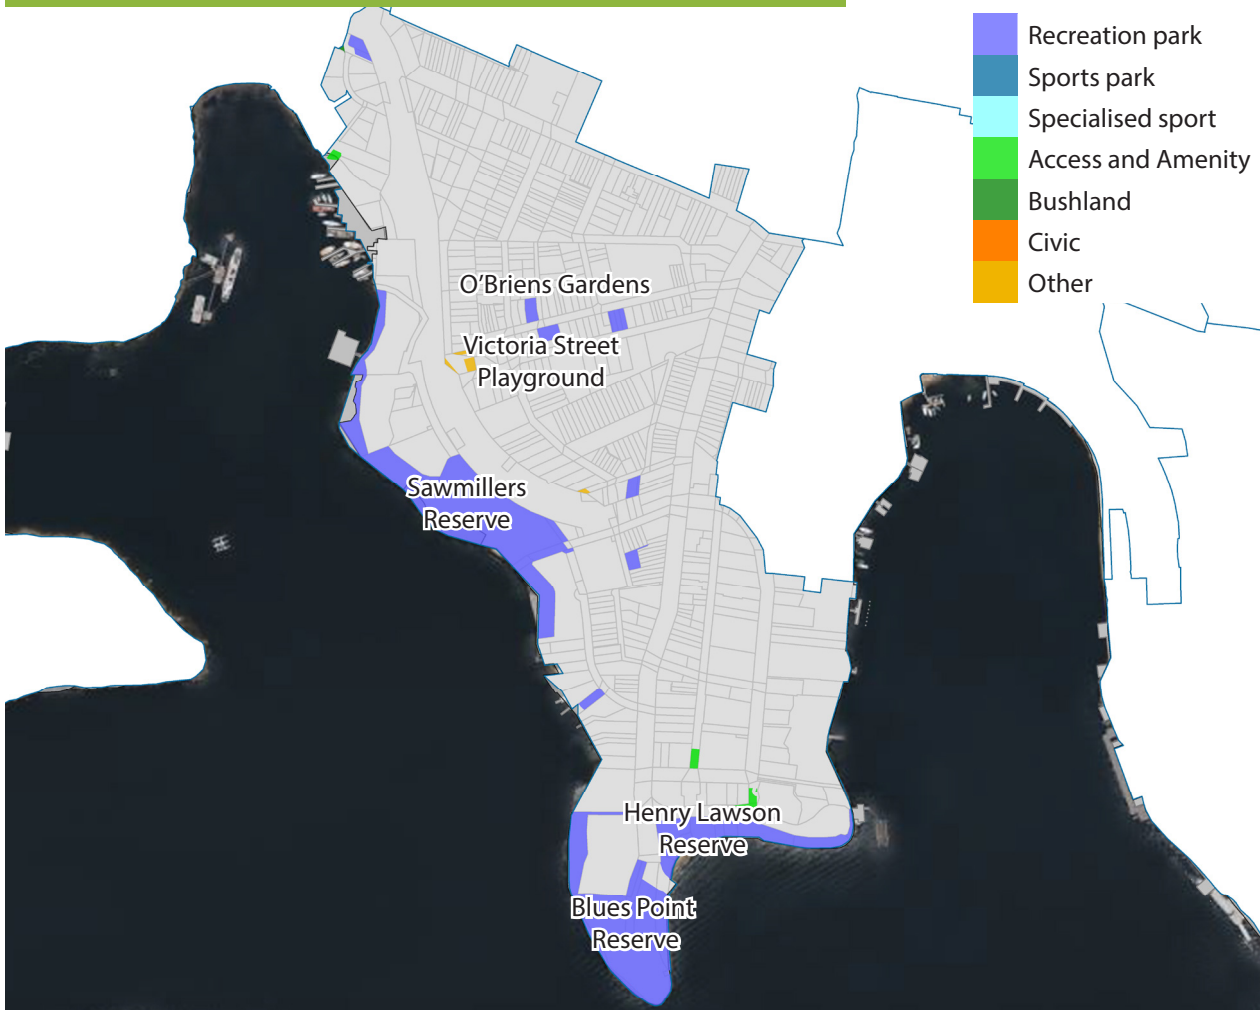 Recreation park
Sports park
Specialised sport
Access and Amenity
Bushland
Civic
Other
O'Briens Gardens
Victoria Street
Playground
Sawmillers
Reserve
Henry Lawson
Reserve
Blues Point
Reserve